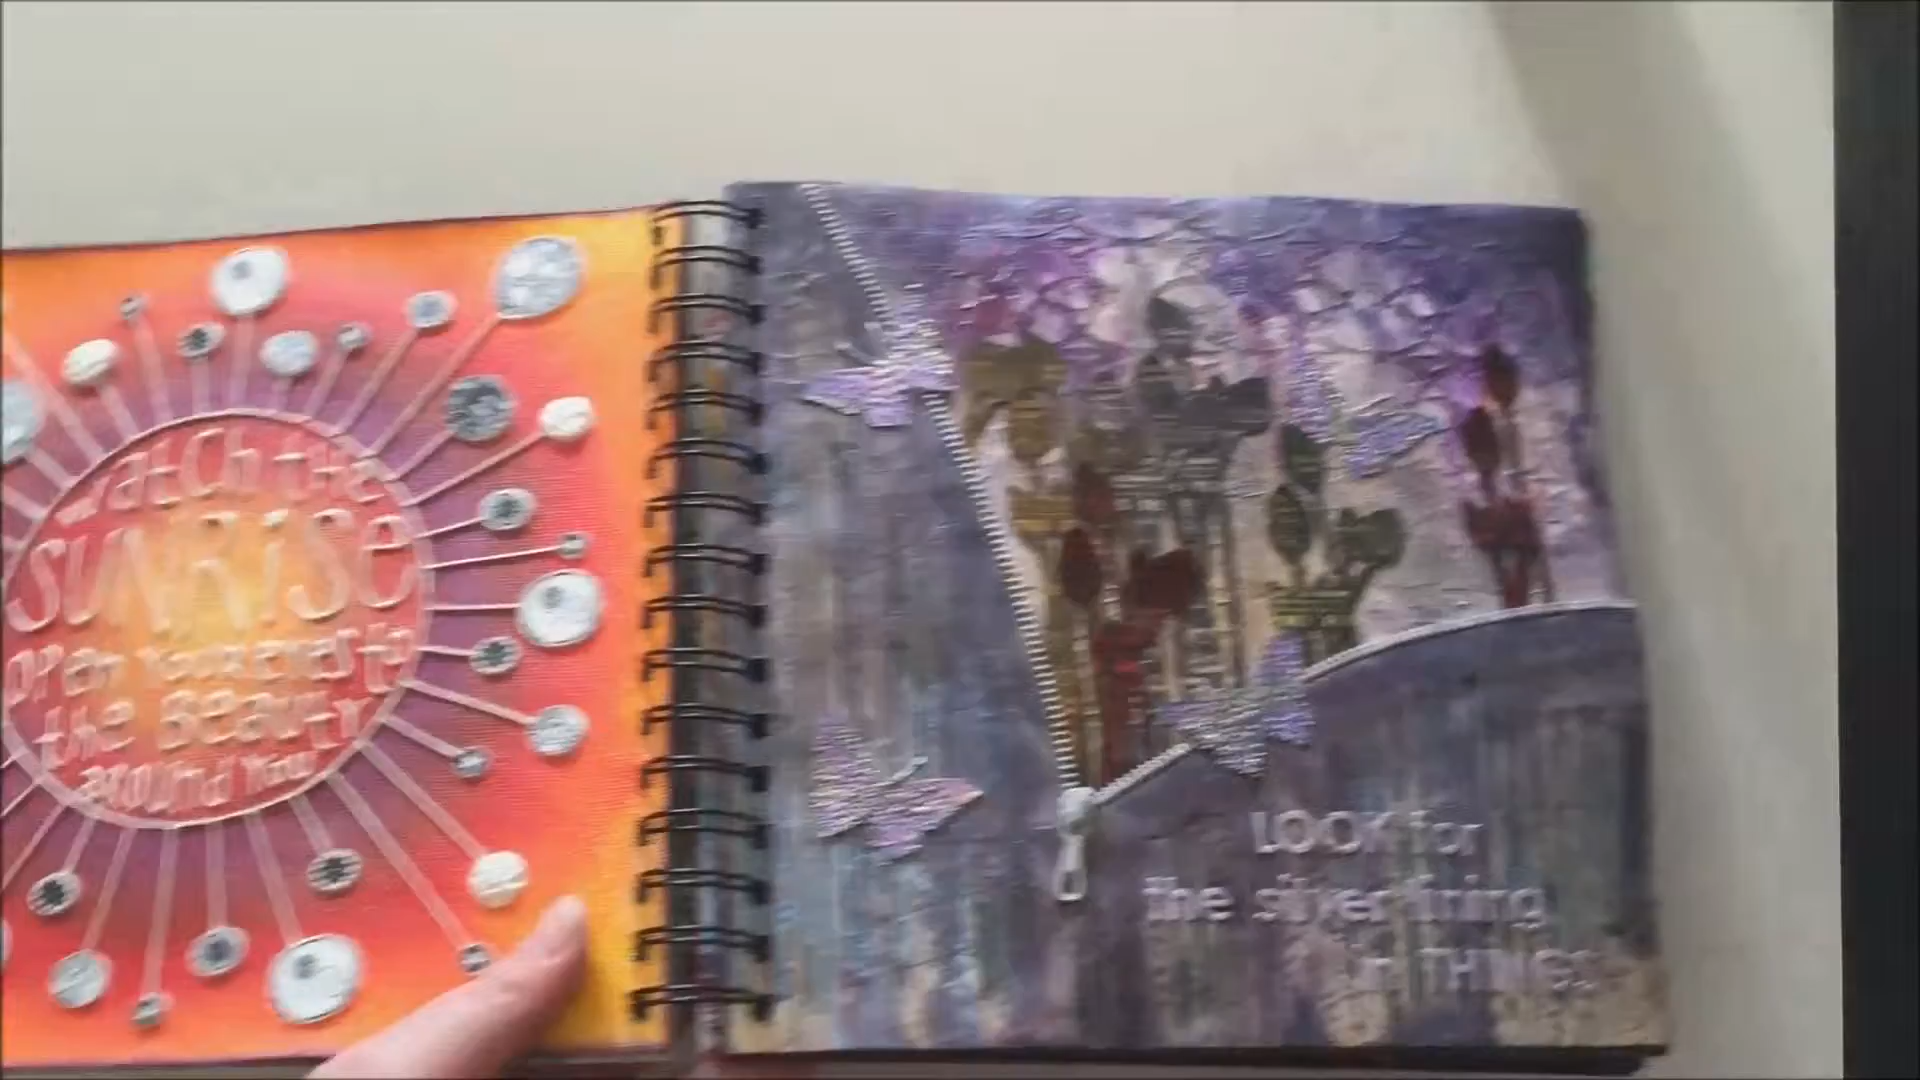 watch the
SUNRiSe
open your eyes to
the Beauty
around you
LOOK for
the silver lining
in THINGS